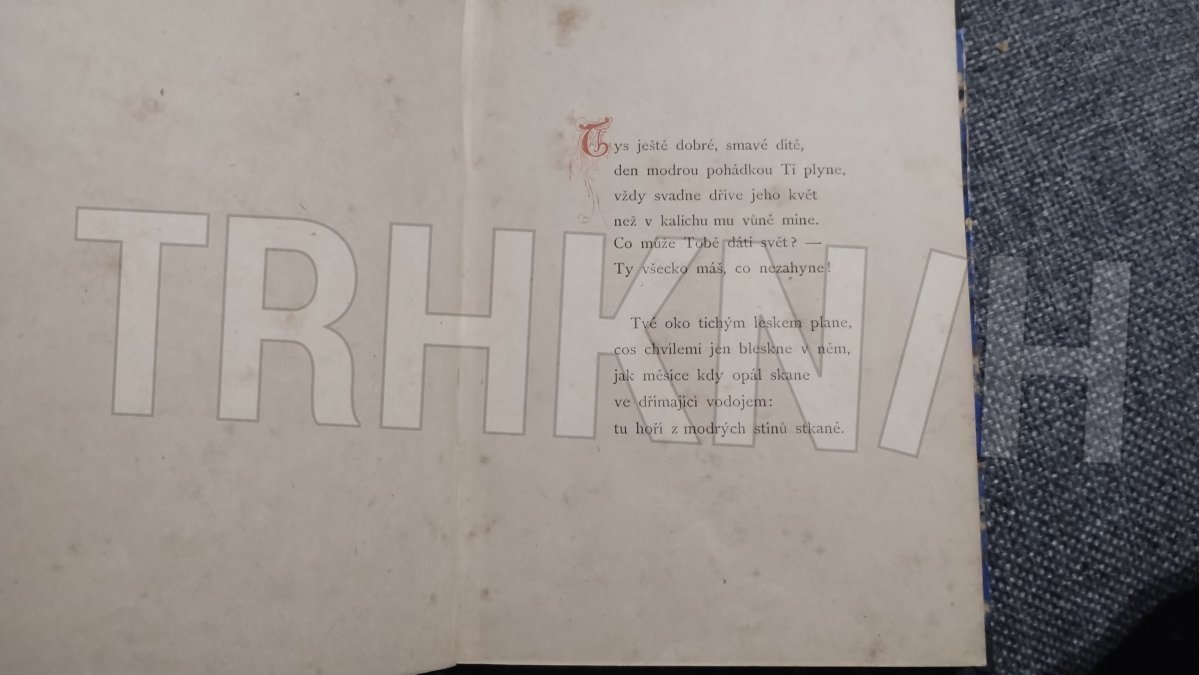 Tys ještě dobré, smavé dítě,
den modrou pohádkou Ti plyne,
vždy svadne dříve jeho květ
než v kalichu mu vůně mine.
Co může Tobě dáti svět? —
Ty všecko máš, co nezahyne!
Tvé oko tichým leskem plane,
cos chvílemi jen bleskne v něm,
jak měsíce kdy opál skane
ve dřímající vodojem:
tu hoří z modrých stínů stkané.
TRHKNIH